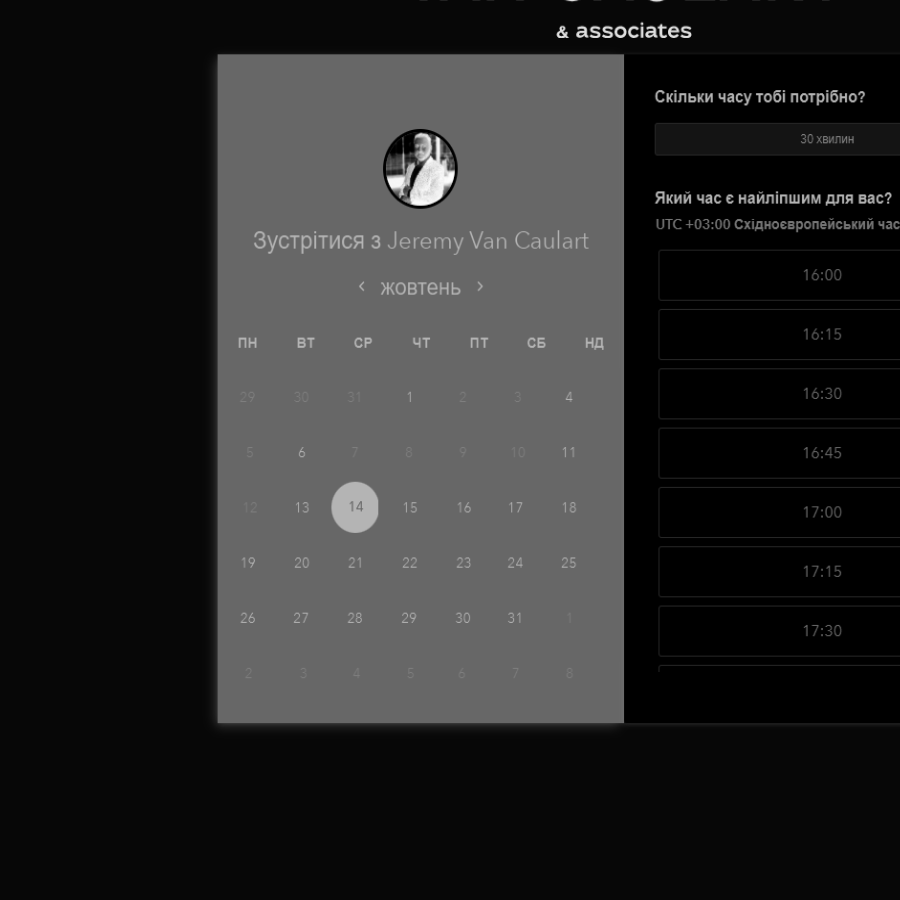 & associates
Зустрітися з Jeremy Van Caulart
‹ жовтень ›
ПН ВТ СР ЧТ ПТ СБ НД
29 30 31 1 2 3 4
5 6 7 8 9 10 11
12 13 14 15 16 17 18
19 20 21 22 23 24 25
26 27 28 29 30 31 1
2 3 4 5 6 7 8
Скільки часу тобі потрібно?
30 хвилин
Який час є найліпшим для вас?
UTC +03:00 Східноєвропейський час
16:00
16:15
16:30
16:45
17:00
17:15
17:30